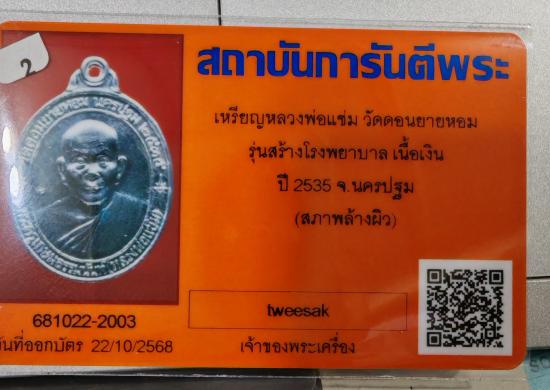 2
สถาบันการันตีพระ
เหรียญหลวงพ่อแช่ม วัดดอนยายหอม
รุ่นสร้างโรงพยาบาล เนื้อเงิน
ปี 2535 จ.นครปฐม
(สภาพล้างผิว)
tweesak
เจ้าของพระเครื่อง
681022-2003
วันที่ออกบัตร 22/10/2568